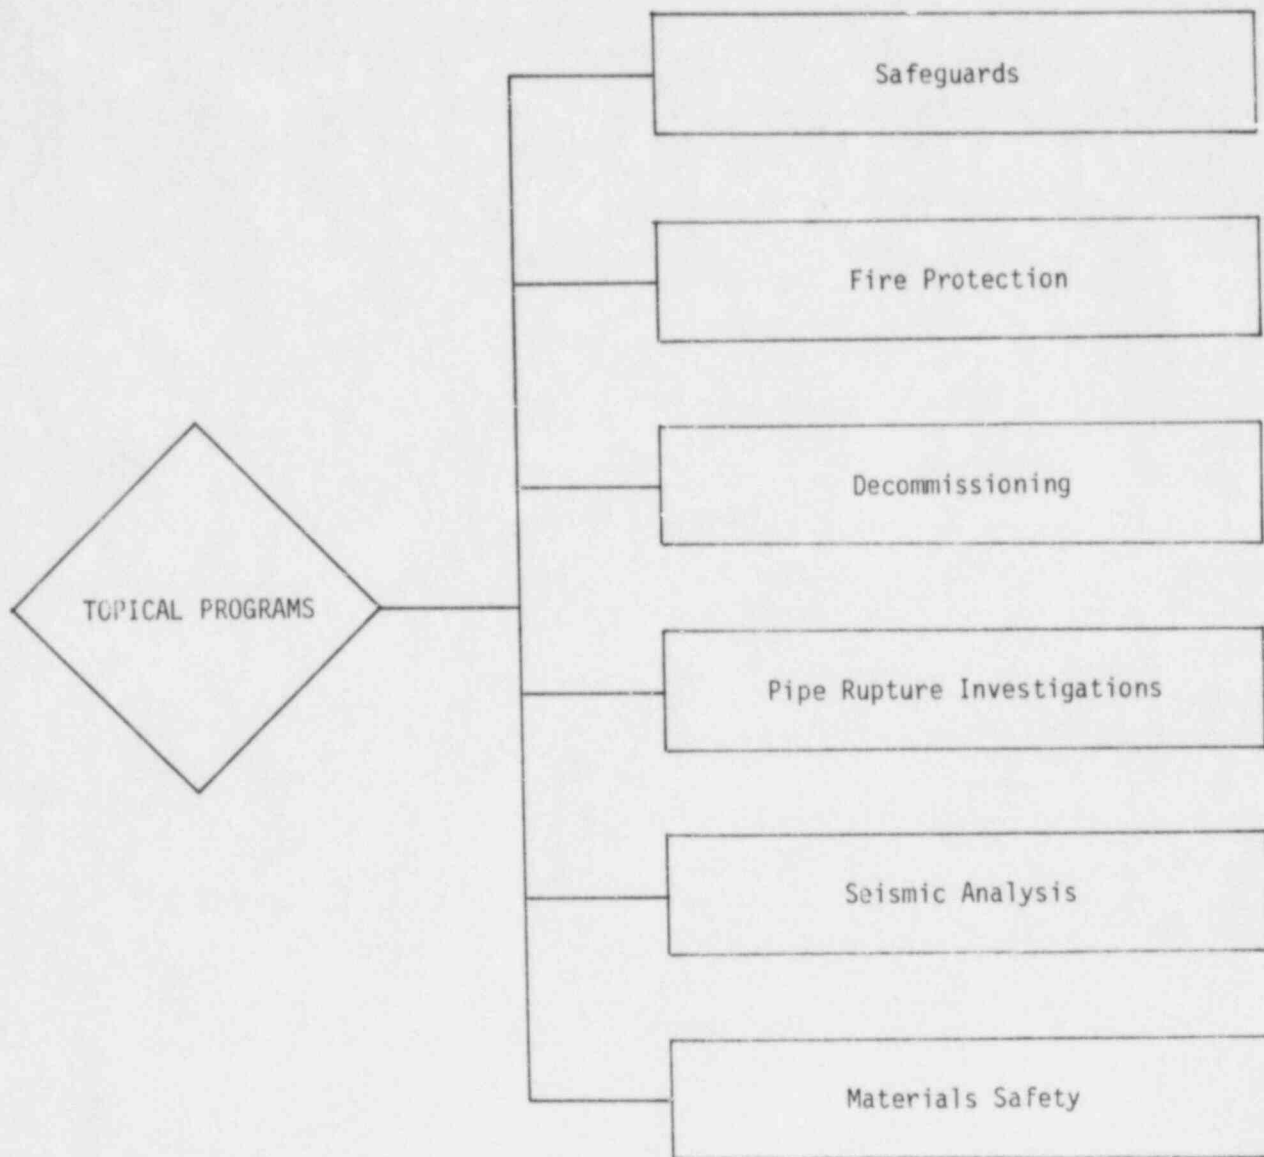 Safeguards
Fire Protection
Decommissioning
TOPICAL PROGRAMS
Pipe Rupture Investigations
Seismic Analysis
Materials Safety